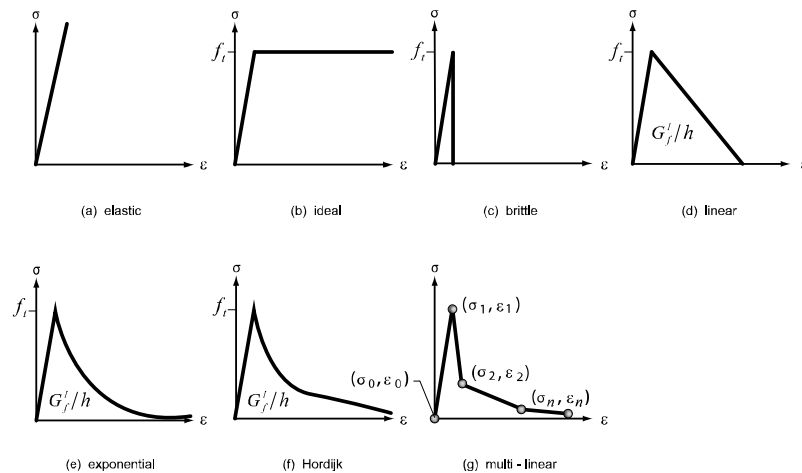 σ
f_t
ε
(a) elastic
σ
f_t
ε
(b) ideal
σ
f_t
ε
(c) brittle
σ
f_t
G_f^I/h
(d) linear
σ
f_t
G_f^I/h
ε
(e) exponential
σ
f_t
G_f^I/h
ε
(f) Hordijk
σ
(σ_1, ε_1)
(σ_0, ε_0)
(σ_2, ε_2)
(σ_n, ε_n)
ε
(g) multi - linear